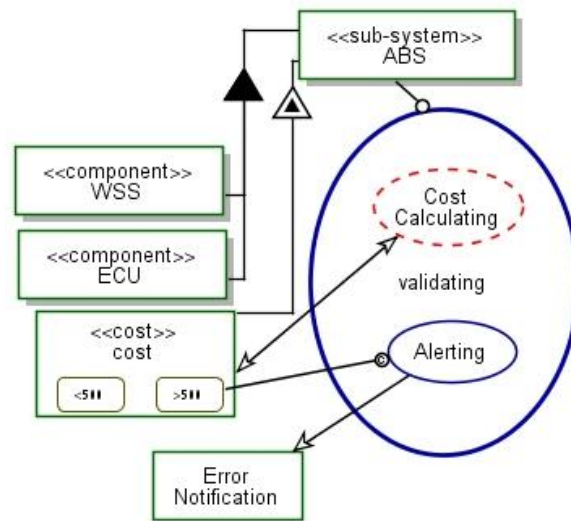 <<sub-system>>
ABS
<<component>>
WSS
Cost
Calculating
<<component>>
ECU
validating
<<cost>>
cost
Alerting
c
Error
Notification